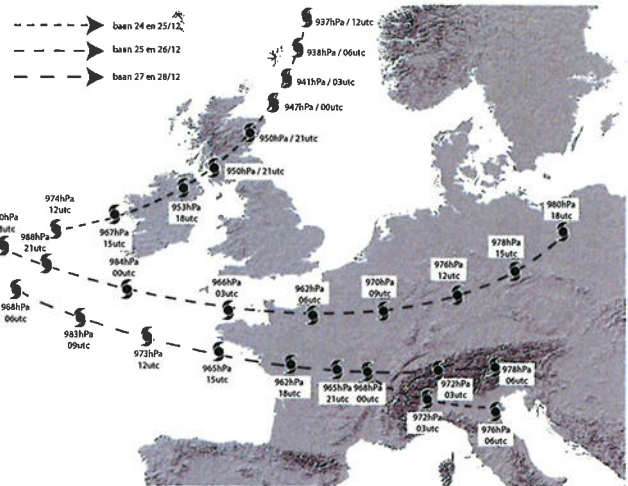 baan 24 en 25/12
baan 25 en 26/12
baan 27 en 28/12
937hPa / 12utc
938hPa / 06utc
941hPa / 03utc
947hPa / 00utc
950hPa / 21utc
950hPa / 21utc
953hPa
18utc
974hPa
12utc
967hPa
15utc
988hPa
21utc
984hPa
00utc
966hPa
03utc
962hPa
06utc
970hPa
09utc
976hPa
12utc
978hPa
15utc
980hPa
18utc
968hPa
06utc
983hPa
09utc
973hPa
12utc
965hPa
15utc
962hPa
18utc
965hPa
21utc
968hPa
00utc
972hPa
03utc
978hPa
06utc
972hPa
03utc
976hPa
06utc